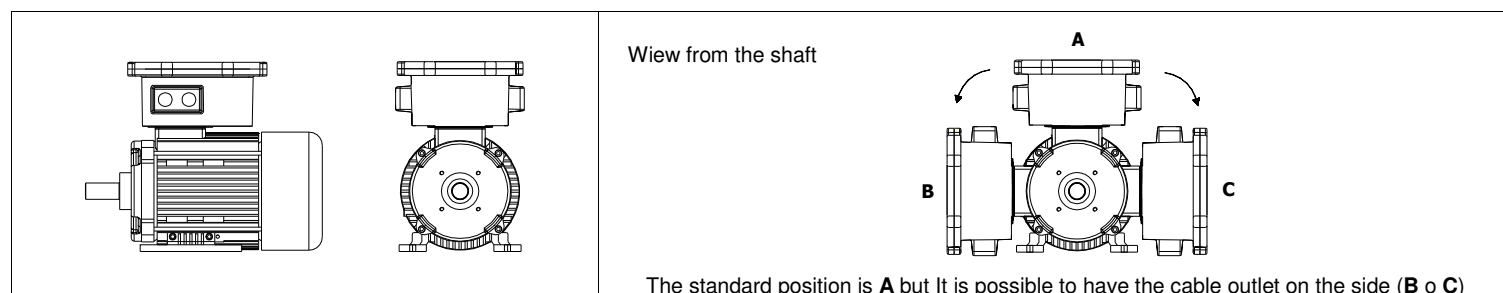 Wiew from the shaft
A
B
C
The standard position is A but It is possible to have the cable outlet on the side (B o C)